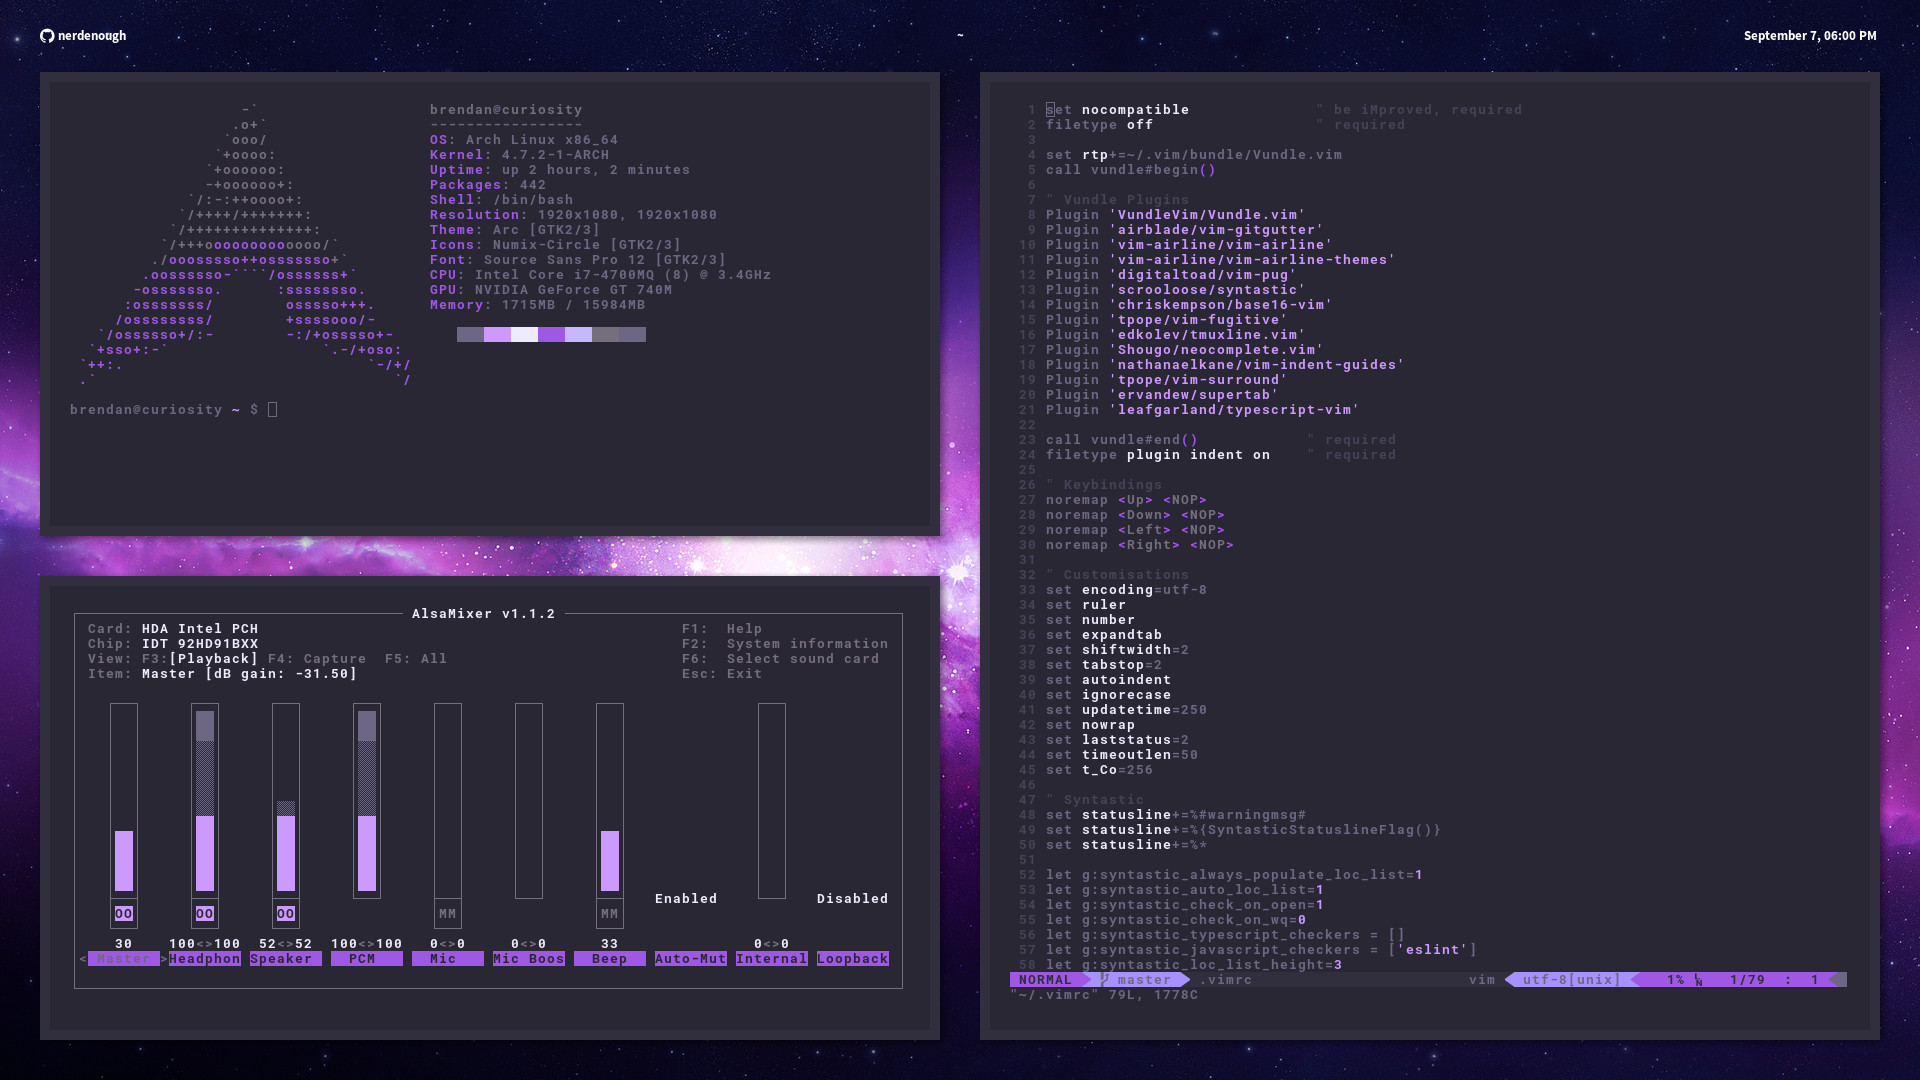 nerdenough
~
September 7, 06:00 PM
brendan@curiosity
-----------------
OS: Arch Linux x86_64
Kernel: 4.7.2-1-ARCH
Uptime: up 2 hours, 2 minutes
Packages: 442
Shell: /bin/bash
Resolution: 1920x1080, 1920x1080
Theme: Arc [GTK2/3]
Icons: Numix-Circle [GTK2/3]
Font: Source Sans Pro 12 [GTK2/3]
CPU: Intel Core i7-4700MQ (8) @ 3.4GHz
GPU: NVIDIA GeForce GT 740M
Memory: 1715MB / 15984MB
-`
.o+`
`ooo/
`+oooo:
`+oooooo:
-+oooooo+:
`/:-:++oooo+:
`/++++/+++++++:
`/++++++++++++++:
`/+++ooooooooooooo/`
./ooosssso++osssssso+`
.oossssso-````/ossssss+`
-osssssso.      :ssssssso.
:osssssss/        osssso+++.
/ossssssss/        +ssssooo/-
`/ossssso+/:-        -:/+osssso+-
`+sso+:-`                 `.-/+oso:
`++:.                           `-/+/
.`                                 `/
brendan@curiosity ~ $
AlsaMixer v1.1.2
Card: HDA Intel PCH    F1:  Help
Chip: IDT 92HD91BXX    F2:  System information
View: F3:[Playback] F4: Capture  F5: All    F6:  Select sound card
Item: Master [dB gain: -31.50]    Esc: Exit
Enabled    Disabled
OO OO OO MM MM
30 100<>100 52<>52 100<>100 0<>0 0<>0 33 0<>0
< Master > Headphon Speaker PCM Mic Mic Boos Beep Auto-Mut Internal Loopback
1 set nocompatible              " be iMproved, required
2 filetype off                  " required
3
4 set rtp+=~/.vim/bundle/Vundle.vim
5 call vundle#begin()
6
7 " Vundle Plugins
8 Plugin 'VundleVim/Vundle.vim'
9 Plugin 'airblade/vim-gitgutter'
10 Plugin 'vim-airline/vim-airline'
11 Plugin 'vim-airline/vim-airline-themes'
12 Plugin 'digitaltoad/vim-pug'
13 Plugin 'scrooloose/syntastic'
14 Plugin 'chriskempson/base16-vim'
15 Plugin 'tpope/vim-fugitive'
16 Plugin 'edkolev/tmuxline.vim'
17 Plugin 'Shougo/neocomplete.vim'
18 Plugin 'nathanaelkane/vim-indent-guides'
19 Plugin 'tpope/vim-surround'
20 Plugin 'ervandew/supertab'
21 Plugin 'leafgarland/typescript-vim'
22
23 call vundle#end()            " required
24 filetype plugin indent on    " required
25
26 " Keybindings
27 noremap <Up> <NOP>
28 noremap <Down> <NOP>
29 noremap <Left> <NOP>
30 noremap <Right> <NOP>
31
32 " Customisations
33 set encoding=utf-8
34 set ruler
35 set number
36 set expandtab
37 set shiftwidth=2
38 set tabstop=2
39 set autoindent
40 set ignorecase
41 set updatetime=250
42 set nowrap
43 set laststatus=2
44 set timeoutlen=50
45 set t_Co=256
46
47 " Syntastic
48 set statusline+=%#warningmsg#
49 set statusline+=%{SyntasticStatuslineFlag()}
50 set statusline+=%*
51
52 let g:syntastic_always_populate_loc_list=1
53 let g:syntastic_auto_loc_list=1
54 let g:syntastic_check_on_open=1
55 let g:syntastic_check_on_wq=0
56 let g:syntastic_typescript_checkers = []
57 let g:syntastic_javascript_checkers = ['eslint']
58 let g:syntastic_loc_list_height=3
NORMAL master .vimrc vim utf-8[unix] 1% 1/79 : 1
"~/.vimrc" 79L, 1778C